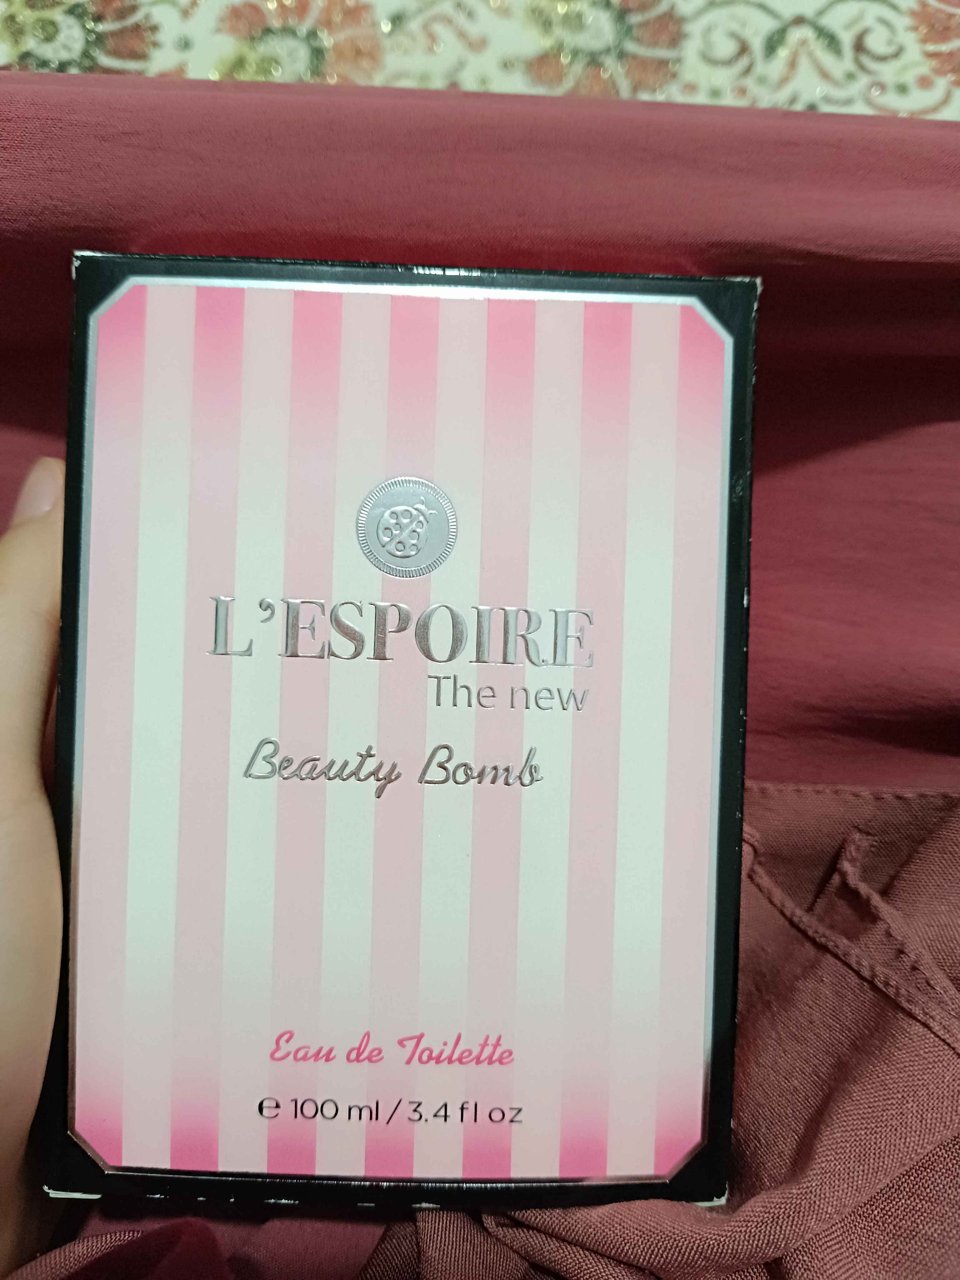 L'ESPOIRE
The new
Beauty Bomb
Eau de Toilette
e 100 ml / 3.4 fl oz